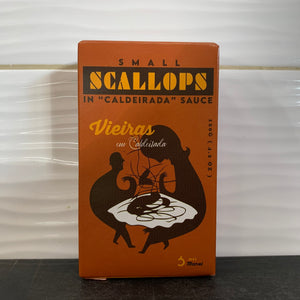 SMALL
SCALLOPS
IN "CALDEIRADA" SAUCE
Vieiras
em Caldeirada